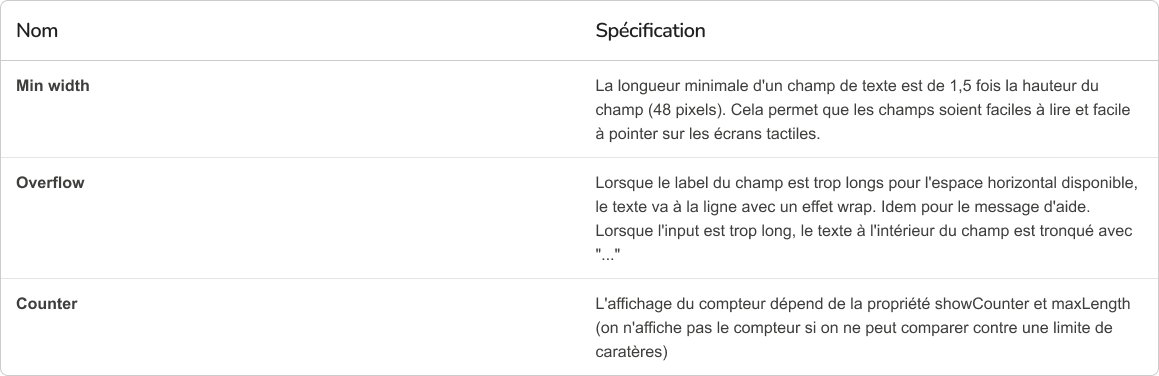 Nom
Spécification
Min width
La longueur minimale d'un champ de texte est de 1,5 fois la hauteur du
champ (48 pixels). Cela permet que les champs soient faciles à lire et facile
à pointer sur les écrans tactiles.
Overflow
Lorsque le label du champ est trop longs pour l'espace horizontal disponible,
le texte va à la ligne avec un effet wrap. Idem pour le message d'aide.
Lorsque l'input est trop long, le texte à l'intérieur du champ est tronqué avec
"..."
Counter
L'affichage du compteur dépend de la propriété showCounter et maxLength
(on n'affiche pas le compteur si on ne peut comparer contre une limite de
caratères)